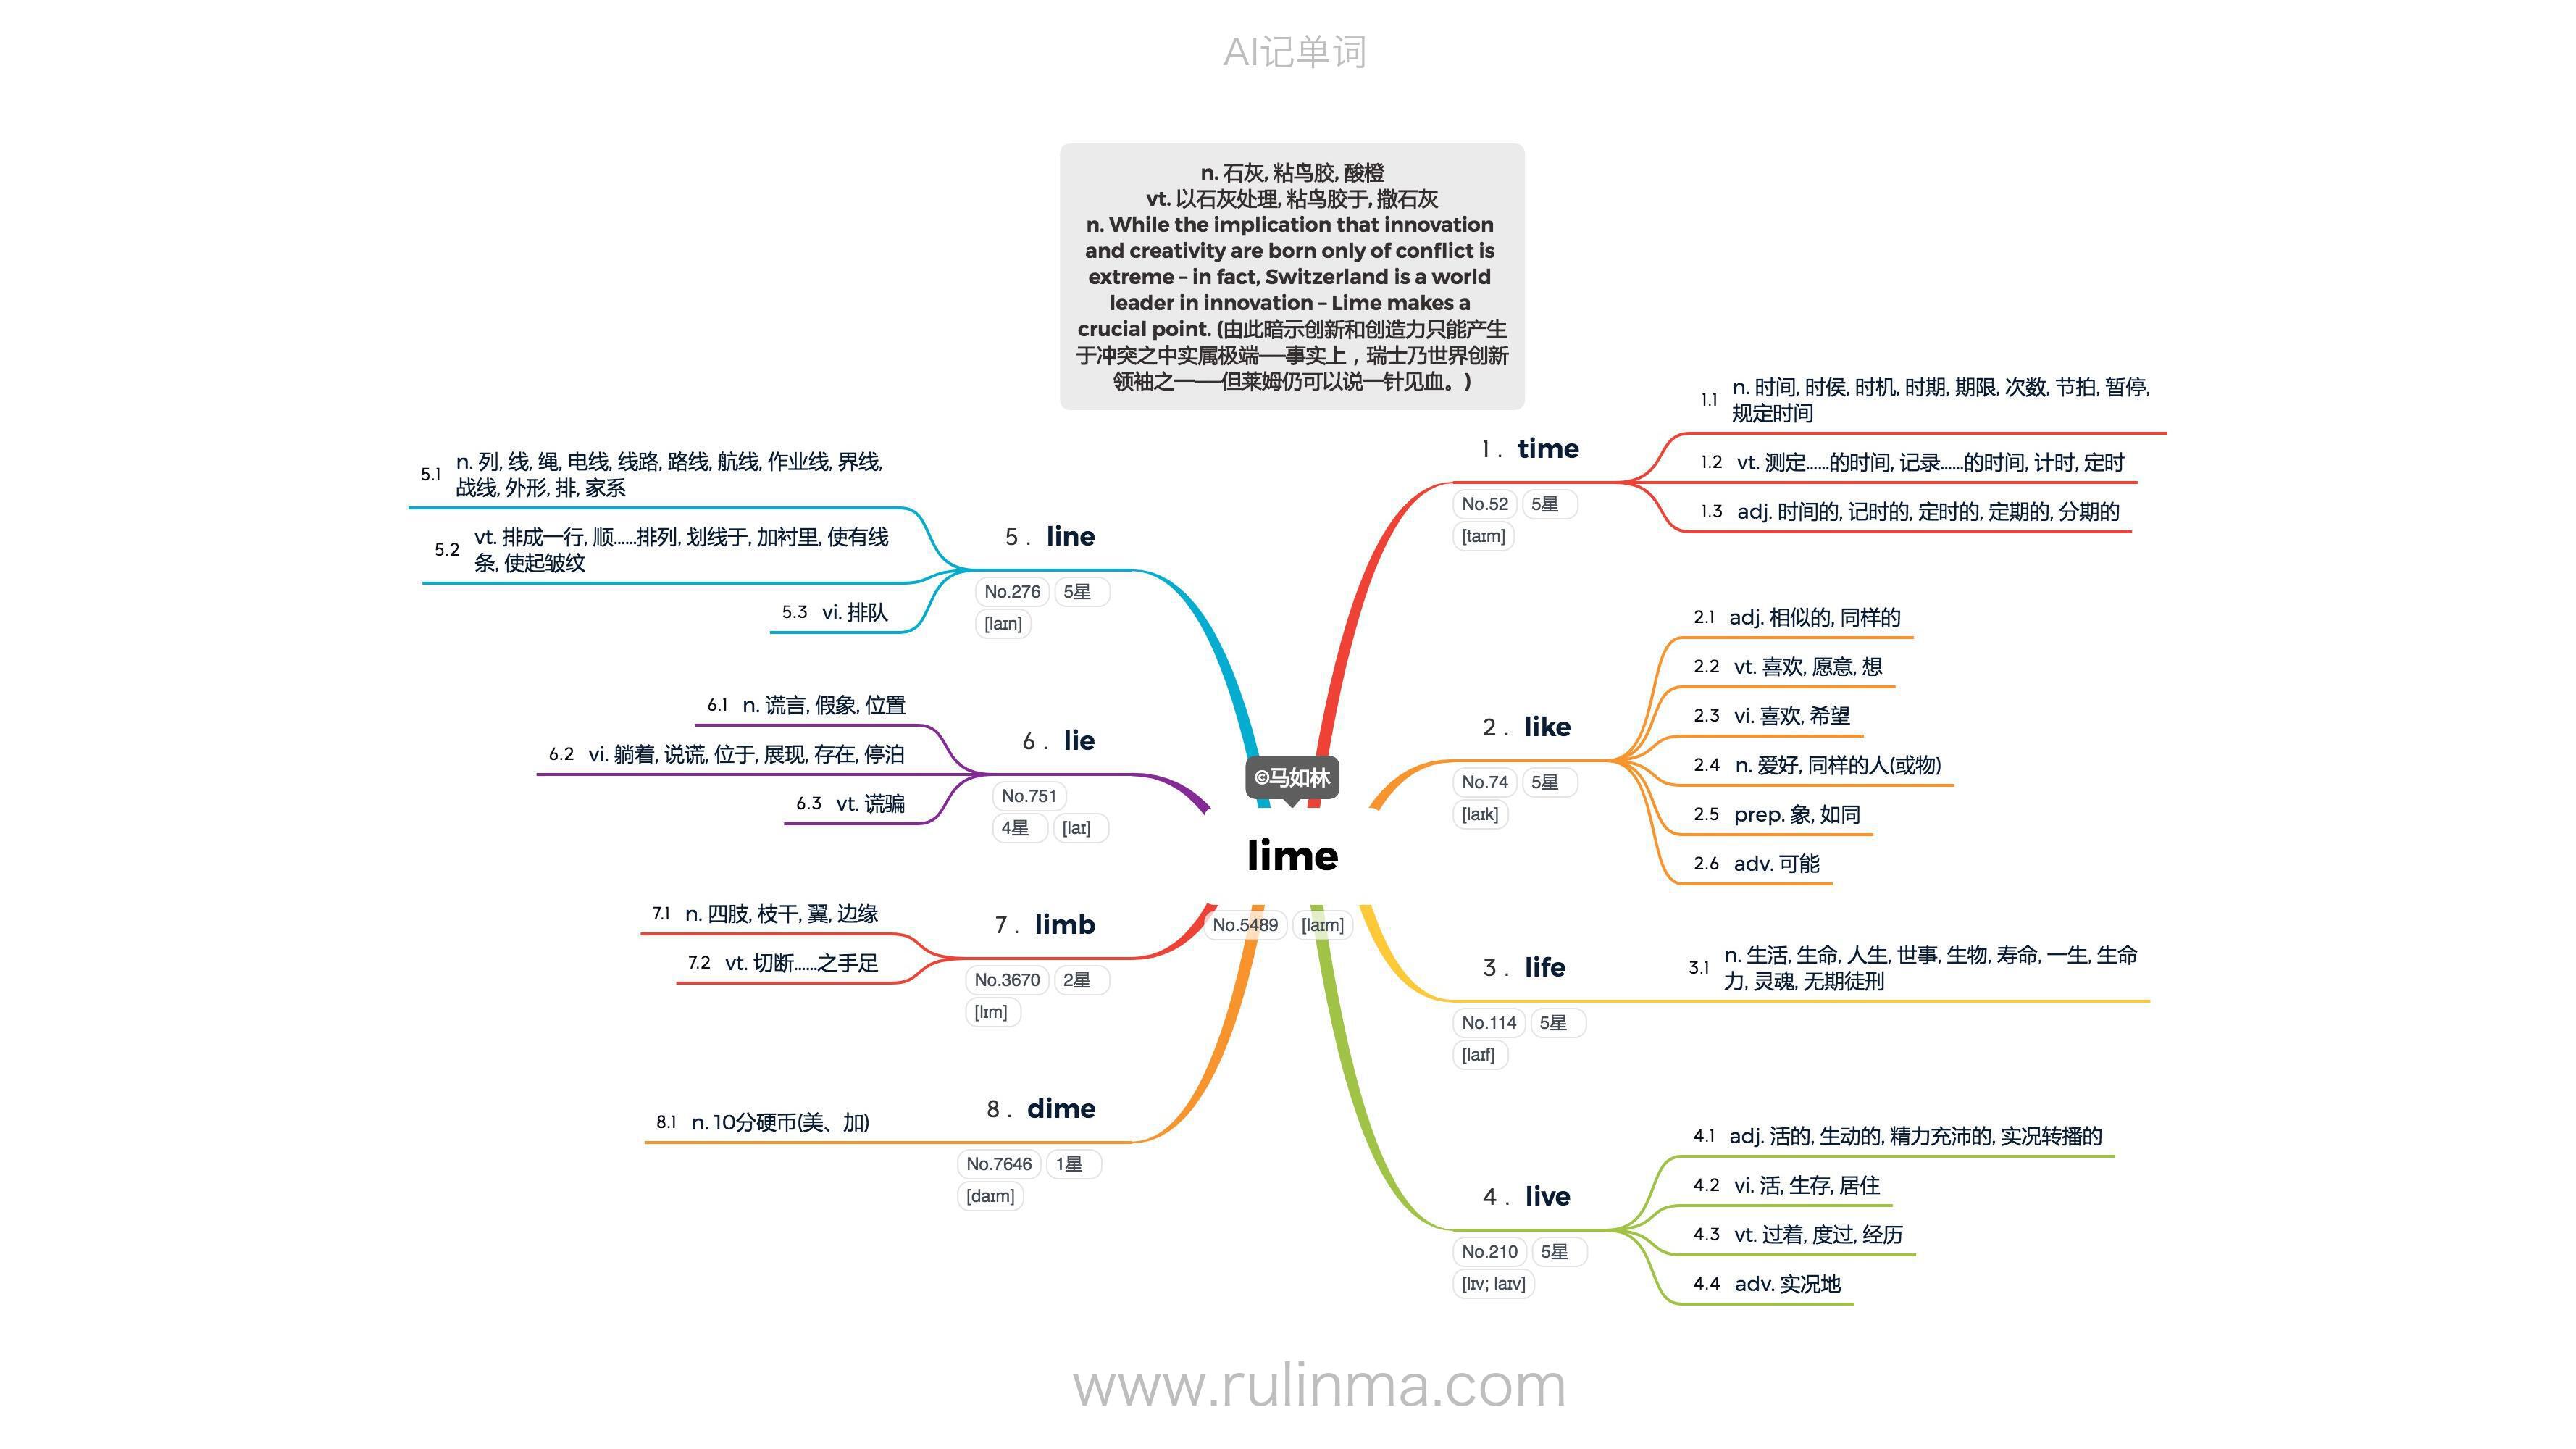 AI记单词
n. 石灰, 粘鸟胶, 酸橙
vt. 以石灰处理, 粘鸟胶于, 撒石灰
n. While the implication that innovation
and creativity are born only of conflict is
extreme – in fact, Switzerland is a world
leader in innovation – Lime makes a
crucial point. (由此暗示创新和创造力只能产生
于冲突之中实属极端——事实上，瑞士乃世界创新
领袖之一——但莱姆仍可以说一针见血。)
©马如林
lime
No.5489 [laɪm]
1. time
No.52 5星
[taɪm]
1.1 n. 时间, 时侯, 时机, 时期, 期限, 次数, 节拍, 暂停,
规定时间
1.2 vt. 测定......的时间, 记录......的时间, 计时, 定时
1.3 adj. 时间的, 记时的, 定时的, 定期的, 分期的
2. like
No.74 5星
[laɪk]
2.1 adj. 相似的, 同样的
2.2 vt. 喜欢, 愿意, 想
2.3 vi. 喜欢, 希望
2.4 n. 爱好, 同样的人(或物)
2.5 prep. 象, 如同
2.6 adv. 可能
3. life
No.114 5星
[laɪf]
3.1 n. 生活, 生命, 人生, 世事, 生物, 寿命, 一生, 生命
力, 灵魂, 无期徒刑
4. live
No.210 5星
[lɪv; laɪv]
4.1 adj. 活的, 生动的, 精力充沛的, 实况转播的
4.2 vi. 活, 生存, 居住
4.3 vt. 过着, 度过, 经历
4.4 adv. 实况地
5. line
No.276 5星
[laɪn]
5.1 n. 列, 线, 绳, 电线, 线路, 路线, 航线, 作业线, 界线,
战线, 外形, 排, 家系
5.2 vt. 排成一行, 顺......排列, 划线于, 加衬里, 使有线
条, 使起皱纹
5.3 vi. 排队
6. lie
No.751
4星 [laɪ]
6.1 n. 谎言, 假象, 位置
6.2 vi. 躺着, 说谎, 位于, 展现, 存在, 停泊
6.3 vt. 谎骗
7. limb
No.3670 2星
[lɪm]
7.1 n. 四肢, 枝干, 翼, 边缘
7.2 vt. 切断......之手足
8. dime
No.7646 1星
[daɪm]
8.1 n. 10分硬币(美、加)
www.rulinma.com